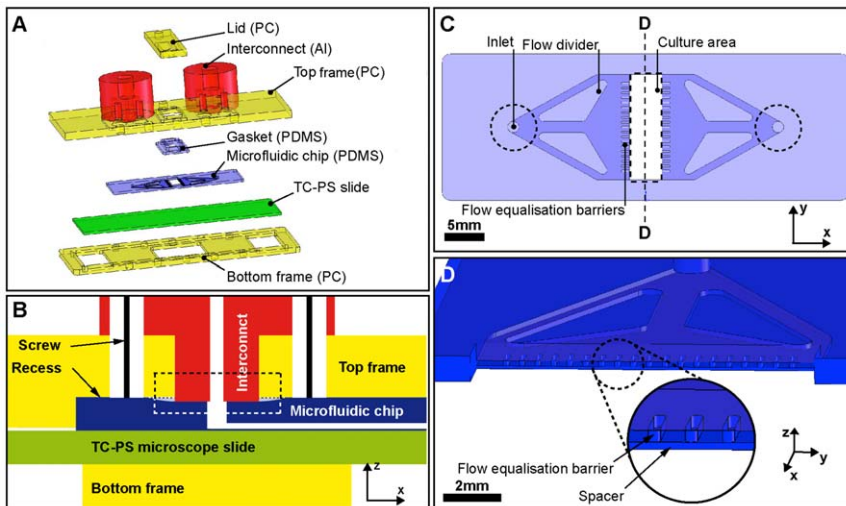 A
Lid (PC)
Interconnect (Al)
Top frame(PC)
Gasket (PDMS)
Microfluidic chip (PDMS)
TC-PS slide
Bottom frame (PC)
B
Screw
Recess
Interconnct
Top frame
Microfluidic chip
TC-PS microscope slide
Bottom frame
z
x
C
D
Inlet
Flow divider
Culture area
Flow equalisation barriers
D
5mm
y
x
D
Flow equalisation barrier
Spacer
2mm
z
y
x